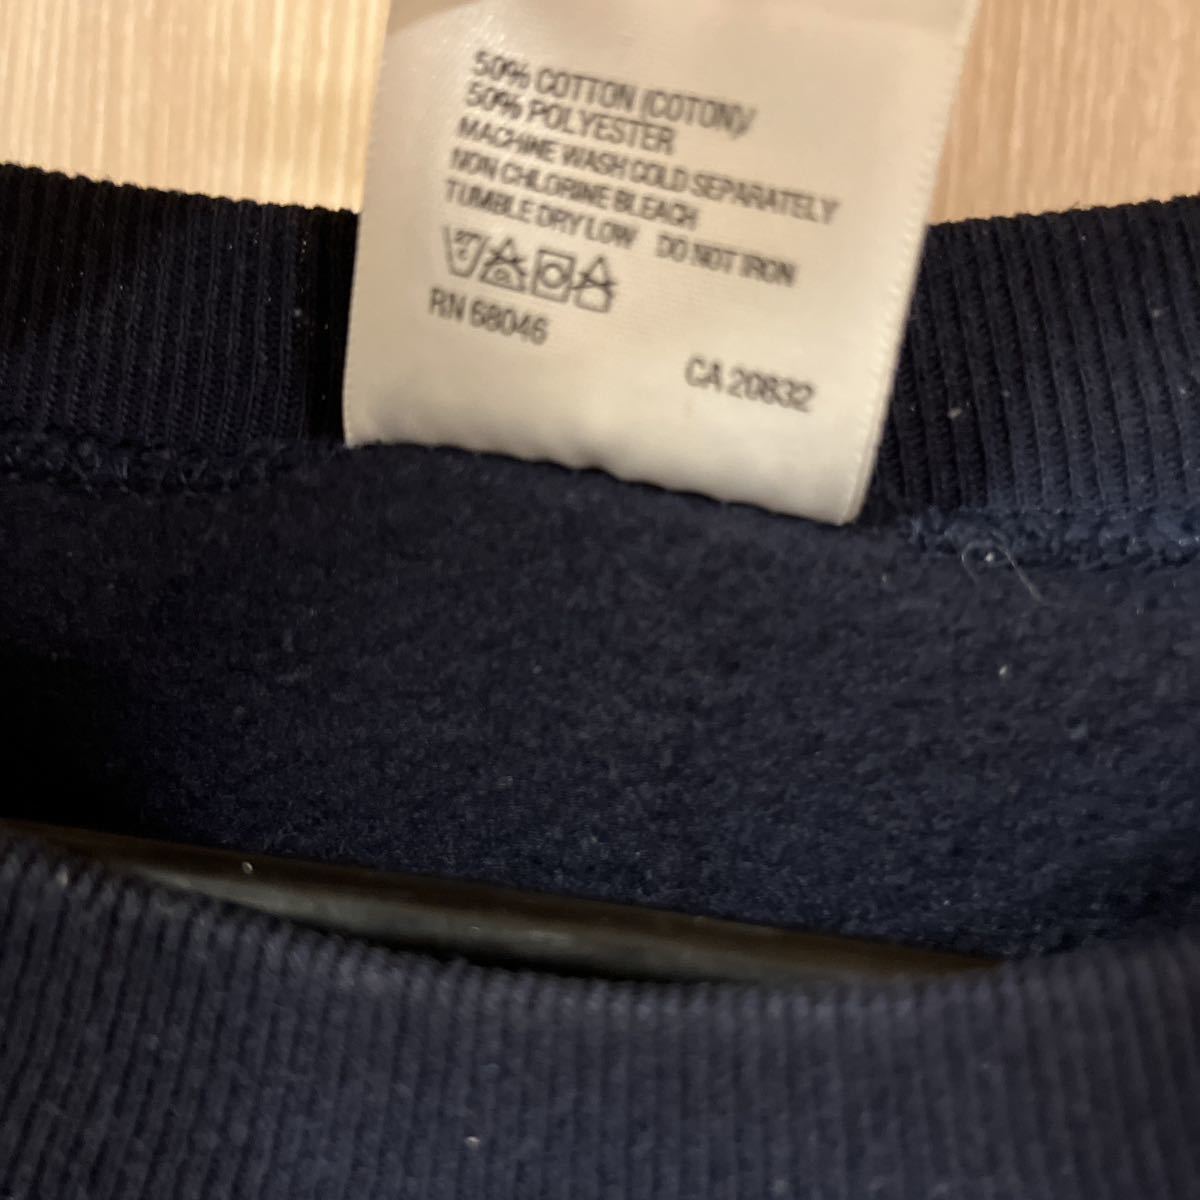 50% COTTON (COTON)/
50% POLYESTER
MACHINE WASH COLD SEPARATELY
NON CHLORINE BLEACH
TUMBLE DRY LOW DO NOT IRON
RN 68046
CA 20832